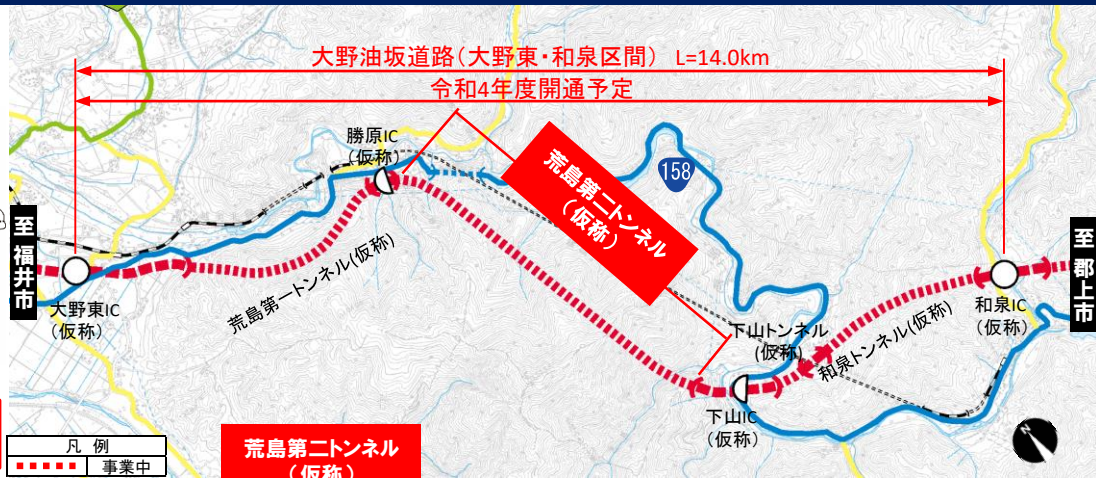 大野油坂道路(大野東・和泉区間) L=14.0km
令和4年度開通予定
勝原IC
(仮称)
荒島第二トンネル
(仮称)
158
至福井市
大野東IC
(仮称)
荒島第一トンネル(仮称)
下山トンネル
(仮称)
和泉トンネル(仮称)
和泉IC
(仮称)
至郡上市
下山IC
(仮称)
凡例
事業中
荒島第二トンネル
(仮称)
N